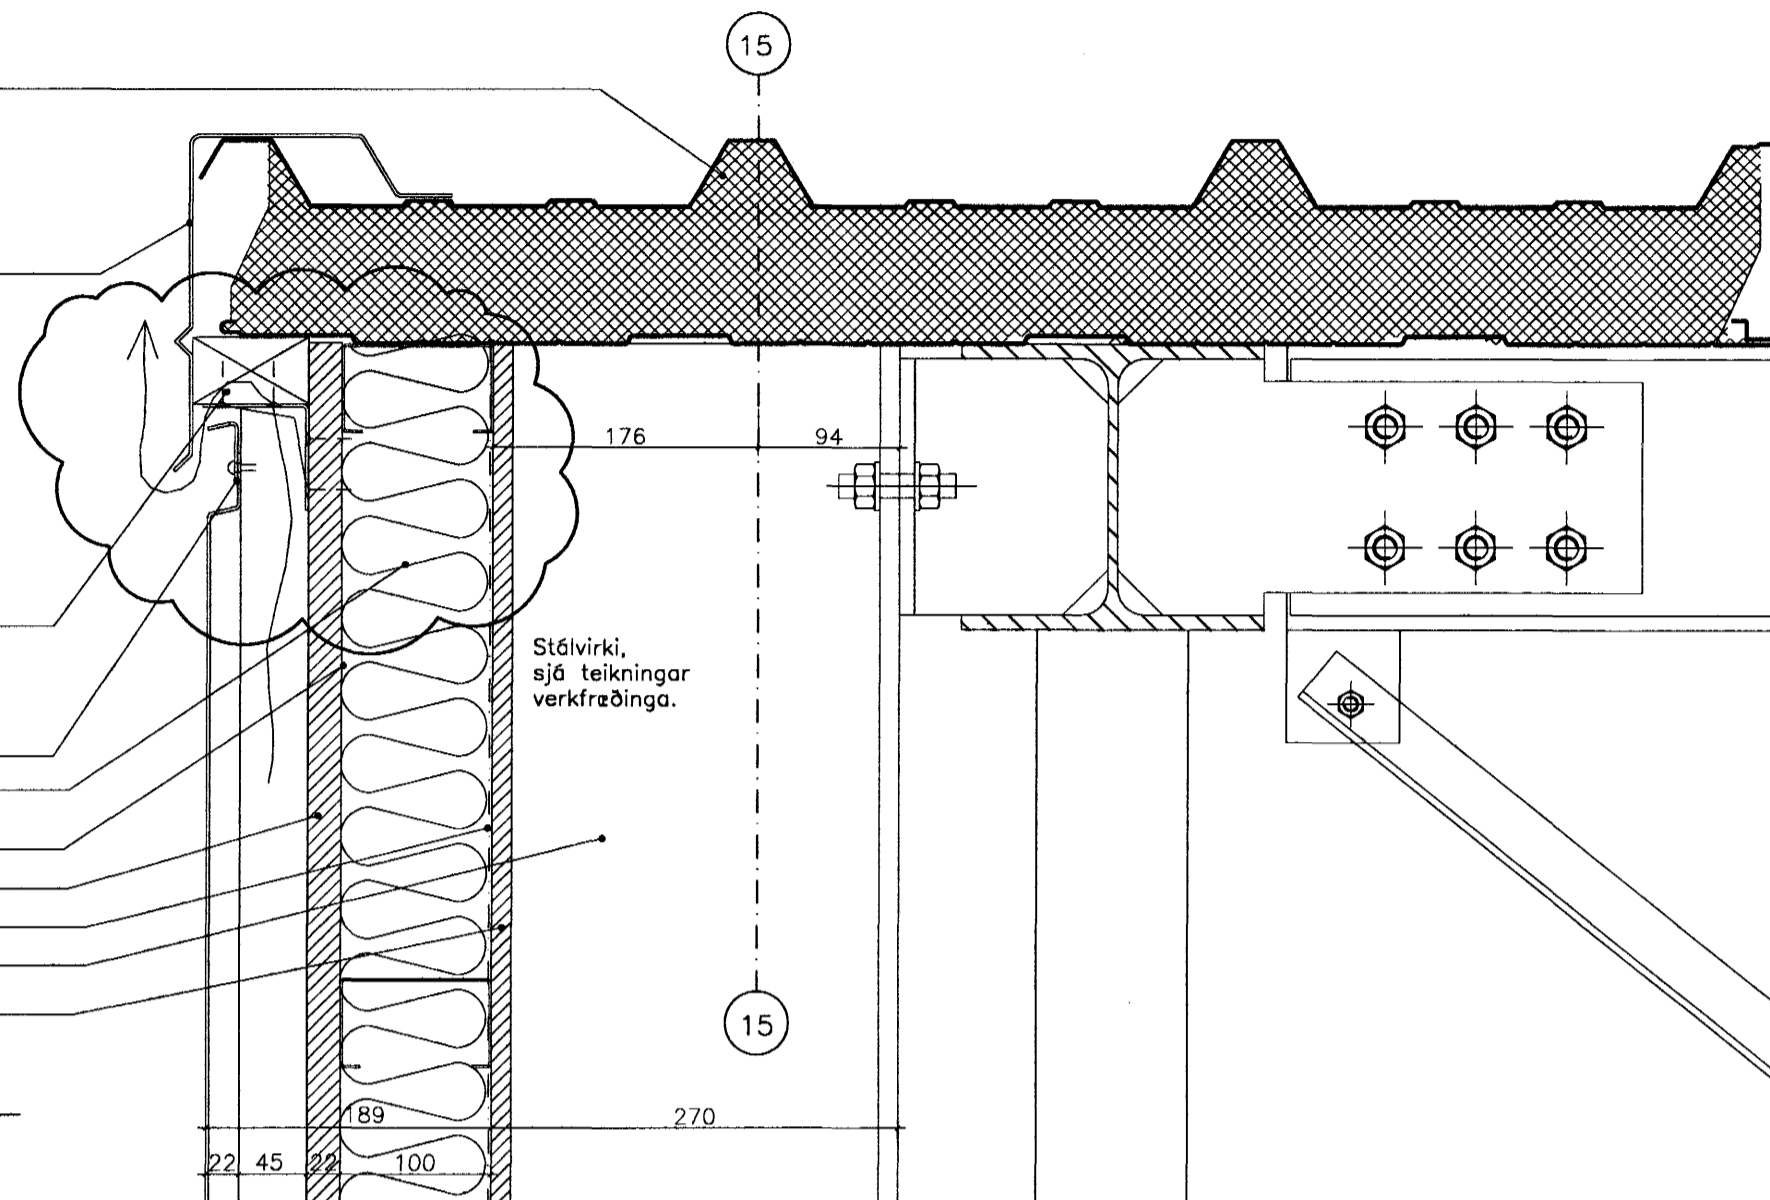 15
176 94
Stálvirki,
sjá teikningar
verkfræðinga.
15
189 270
22 45 22 100